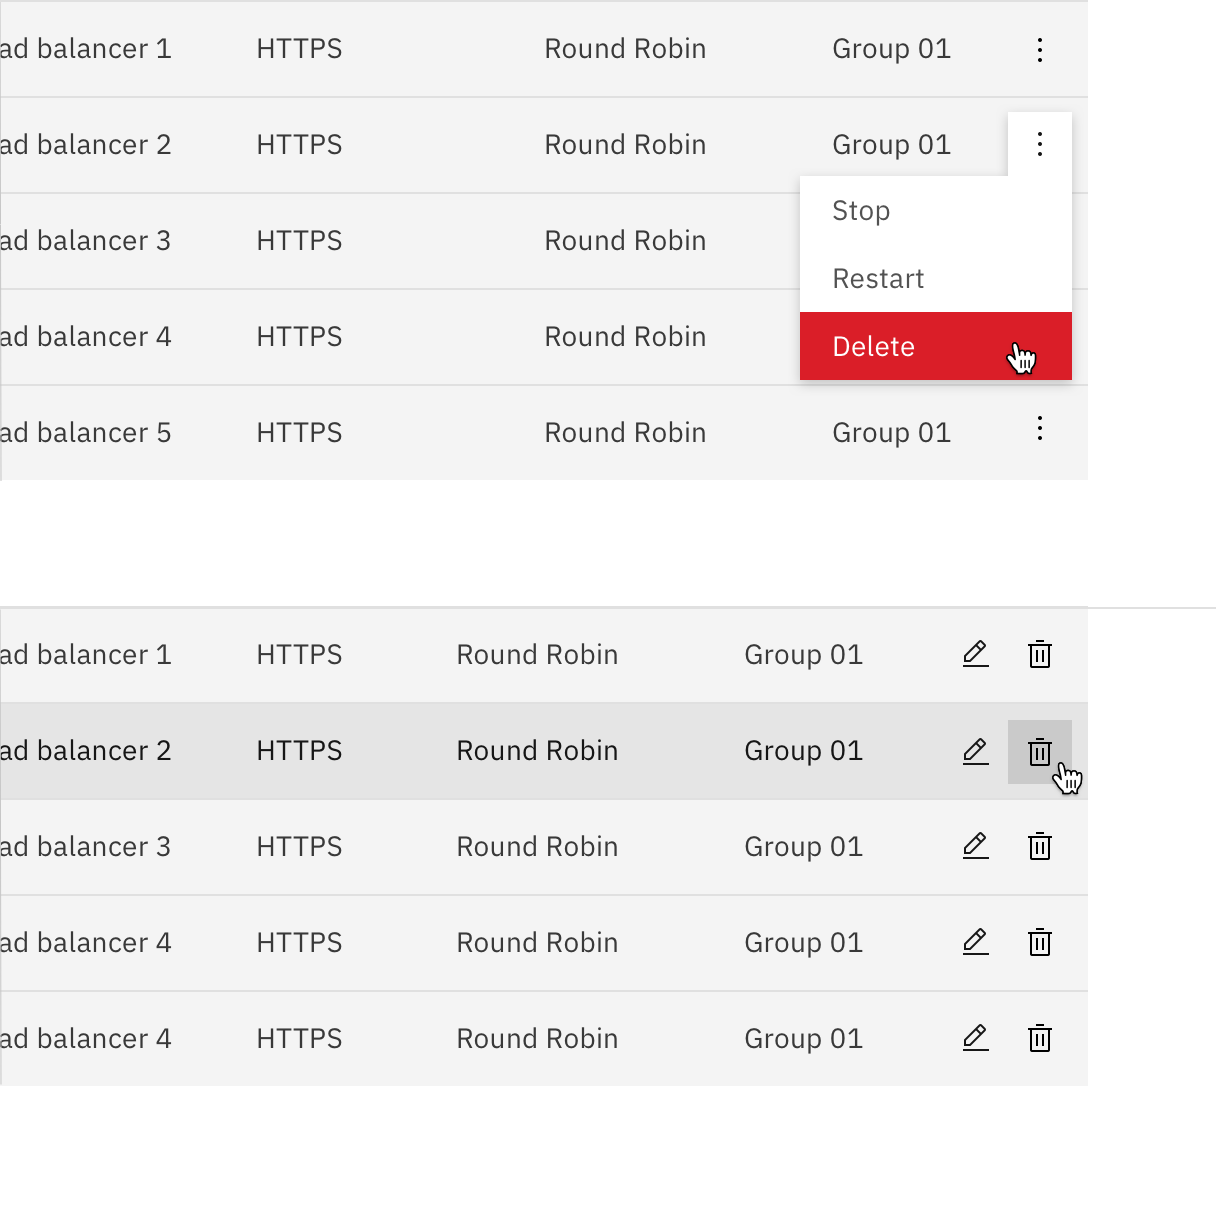 ad balancer 1 HTTPS Round Robin Group 01
ad balancer 2 HTTPS Round Robin Group 01
Stop
ad balancer 3 HTTPS Round Robin
Restart
ad balancer 4 HTTPS Round Robin
Delete
ad balancer 5 HTTPS Round Robin Group 01
ad balancer 1 HTTPS Round Robin Group 01
ad balancer 2 HTTPS Round Robin Group 01
ad balancer 3 HTTPS Round Robin Group 01
ad balancer 4 HTTPS Round Robin Group 01
ad balancer 4 HTTPS Round Robin Group 01